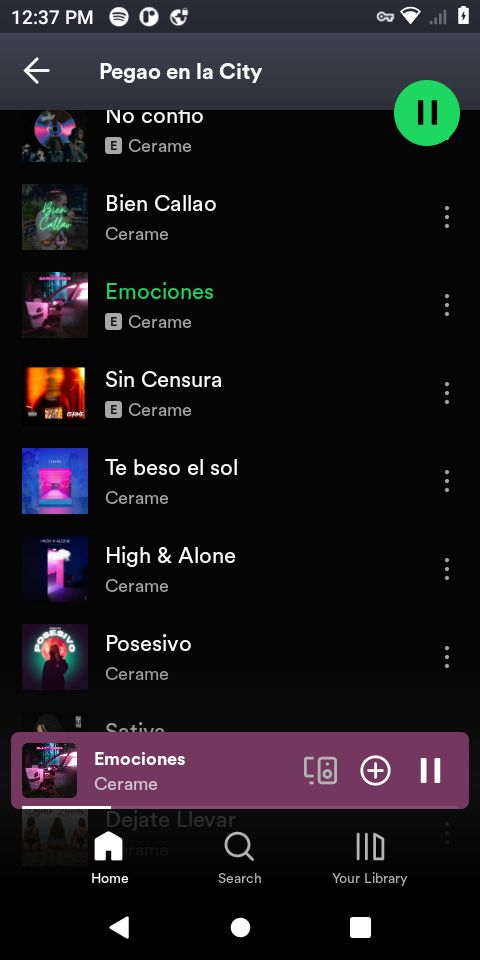 12:37 PM
Pegao en la City
No confio
E Cerame
Bien Callao
Cerame
Emociones
E Cerame
Sin Censura
E Cerame
Te beso el sol
Cerame
High & Alone
Cerame
Posesivo
Cerame
Sativa
Emociones
Cerame
Dejate Llevar
Cerame
Home
Search
Your Library